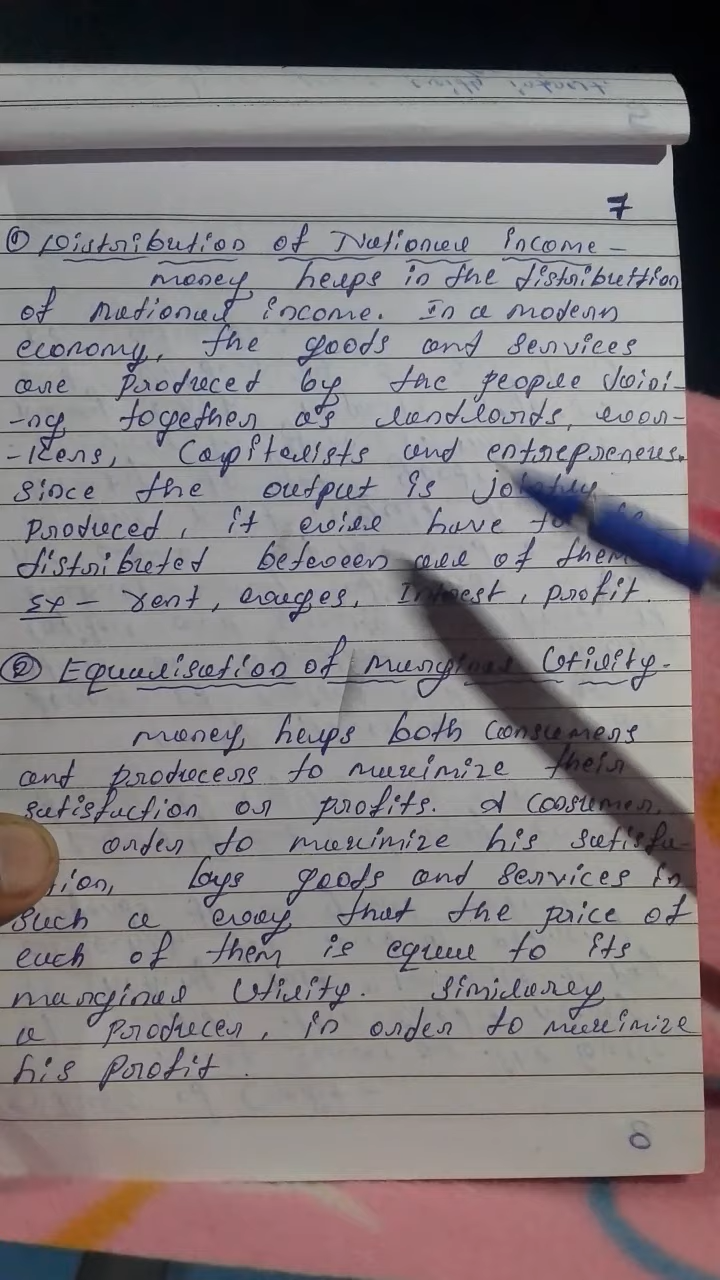 7
① Distribution of National income -
money helps in the distributtion
of national income. In a modern
economy, the goods and services
are produced by the people Joini-
-ng together as landlords, wor-
-kers, Capitalists and entrepreneurs.
Since the output is jointly
produced, it will have to
distributed between all of them
Ex - rent, wages, Interest, profit.
② Equalisation of marginal Utility.
money helps both consumers
and producers to maximize their
satisfaction or profits. A consumer,
order to maximize his satisfa-
tion, bys goods and services in
such a way that the price of
each of them is equal to its
marginal Utility. Similarly
a producer, in order to maximize
his profit.